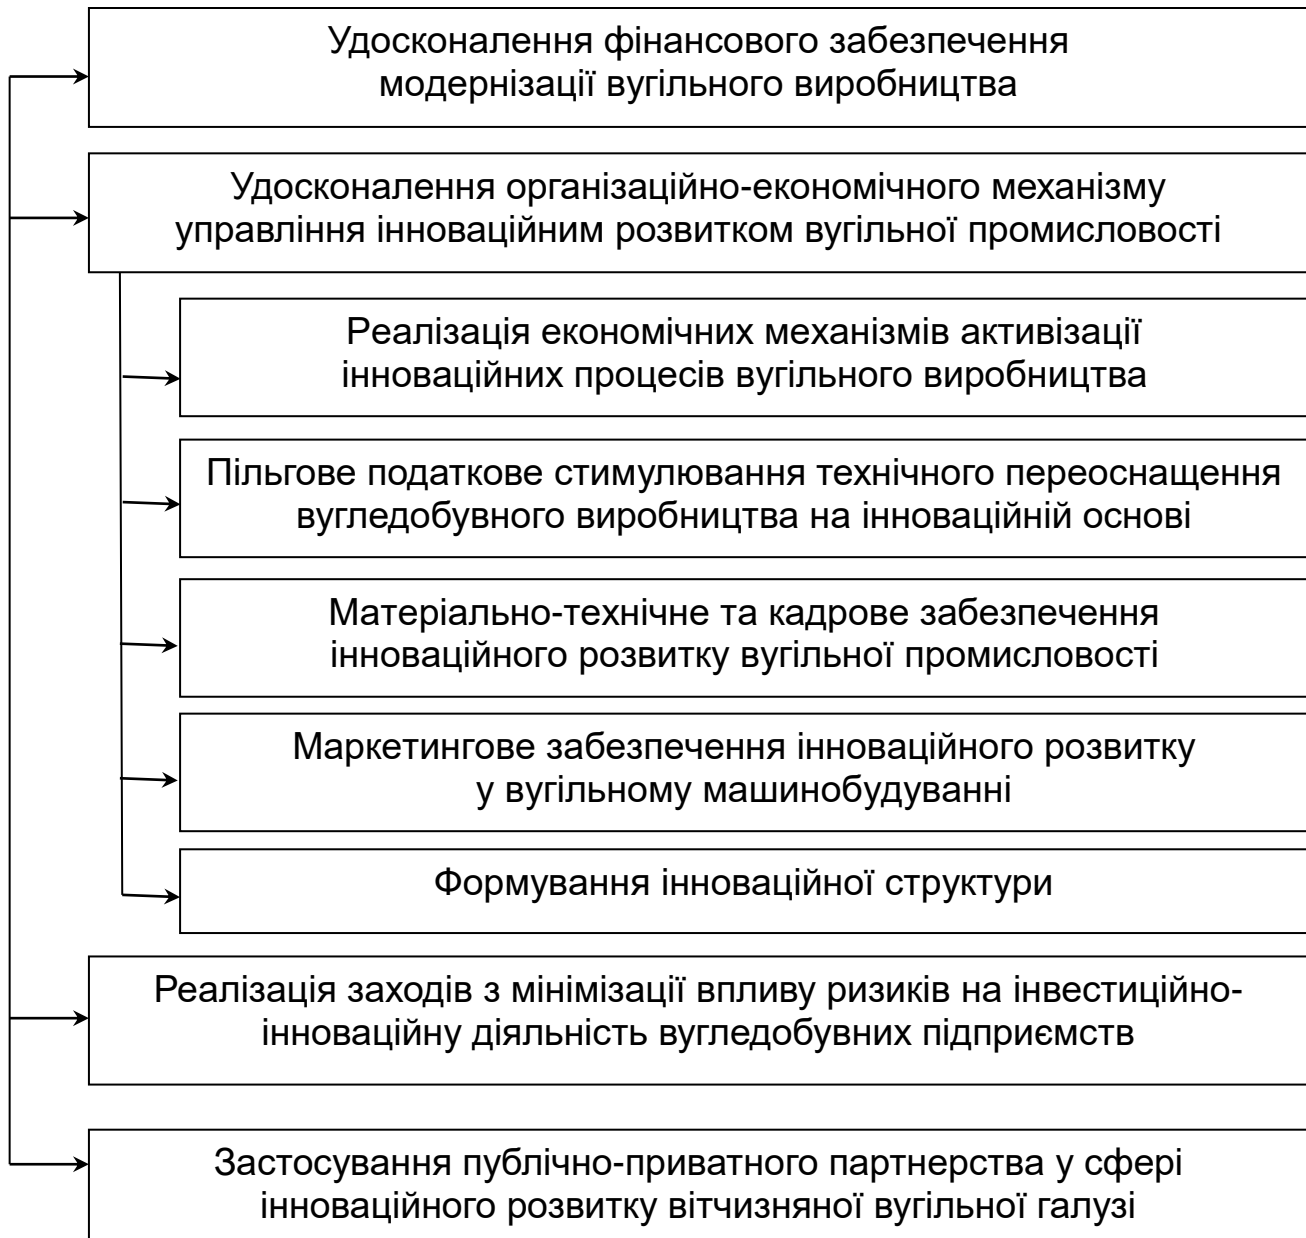 Удосконалення фінансового забезпечення
модернізації вугільного виробництва
Удосконалення організаційно-економічного механізму
управління інноваційним розвитком вугільної промисловості
Реалізація економічних механізмів активізації
інноваційних процесів вугільного виробництва
Пільгове податкове стимулювання технічного переоснащення
вугледобувного виробництва на інноваційній основі
Матеріально-технічне та кадрове забезпечення
інноваційного розвитку вугільної промисловості
Маркетингове забезпечення інноваційного розвитку
у вугільному машинобудуванні
Формування інноваційної структури
Реалізація заходів з мінімізації впливу ризиків на інвестиційно-
інноваційну діяльність вугледобувних підприємств
Застосування публічно-приватного партнерства у сфері
інноваційного розвитку вітчизняної вугільної галузі